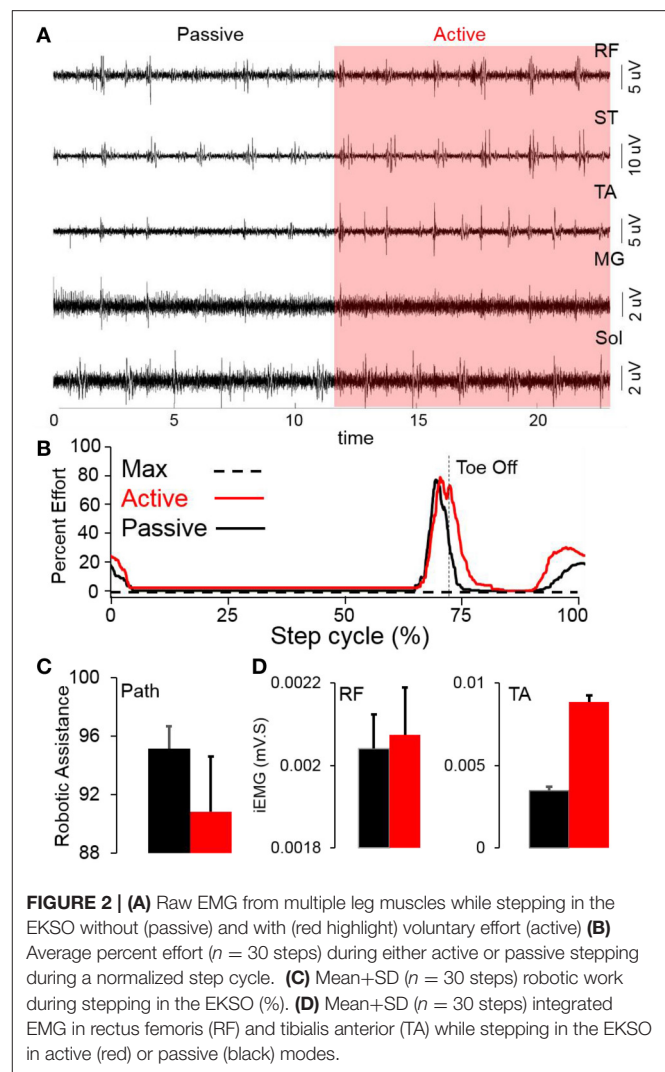 A
Passive
Active
RF
5 uV
ST
10 uV
TA
5 uV
MG
2 uV
Sol
2 uV
0 5 10 15 20
time
B
100
80
60
40
20
0
Percent Effort
Max
Active
Passive
Toe Off
0 25 50 75 100
Step cycle (%)
C
100
96
92
88
Robotic Assistance
Path
D
0.0022
0.002
0.0018
iEMG (mV.S)
RF
0.01
0.005
0
TA
FIGURE 2 | (A) Raw EMG from multiple leg muscles while stepping in the
EKSO without (passive) and with (red highlight) voluntary effort (active) (B)
Average percent effort (n = 30 steps) during either active or passive stepping
during a normalized step cycle. (C) Mean+SD (n = 30 steps) robotic work
during stepping in the EKSO (%). (D) Mean+SD (n = 30 steps) integrated
EMG in rectus femoris (RF) and tibialis anterior (TA) while stepping in the EKSO
in active (red) or passive (black) modes.